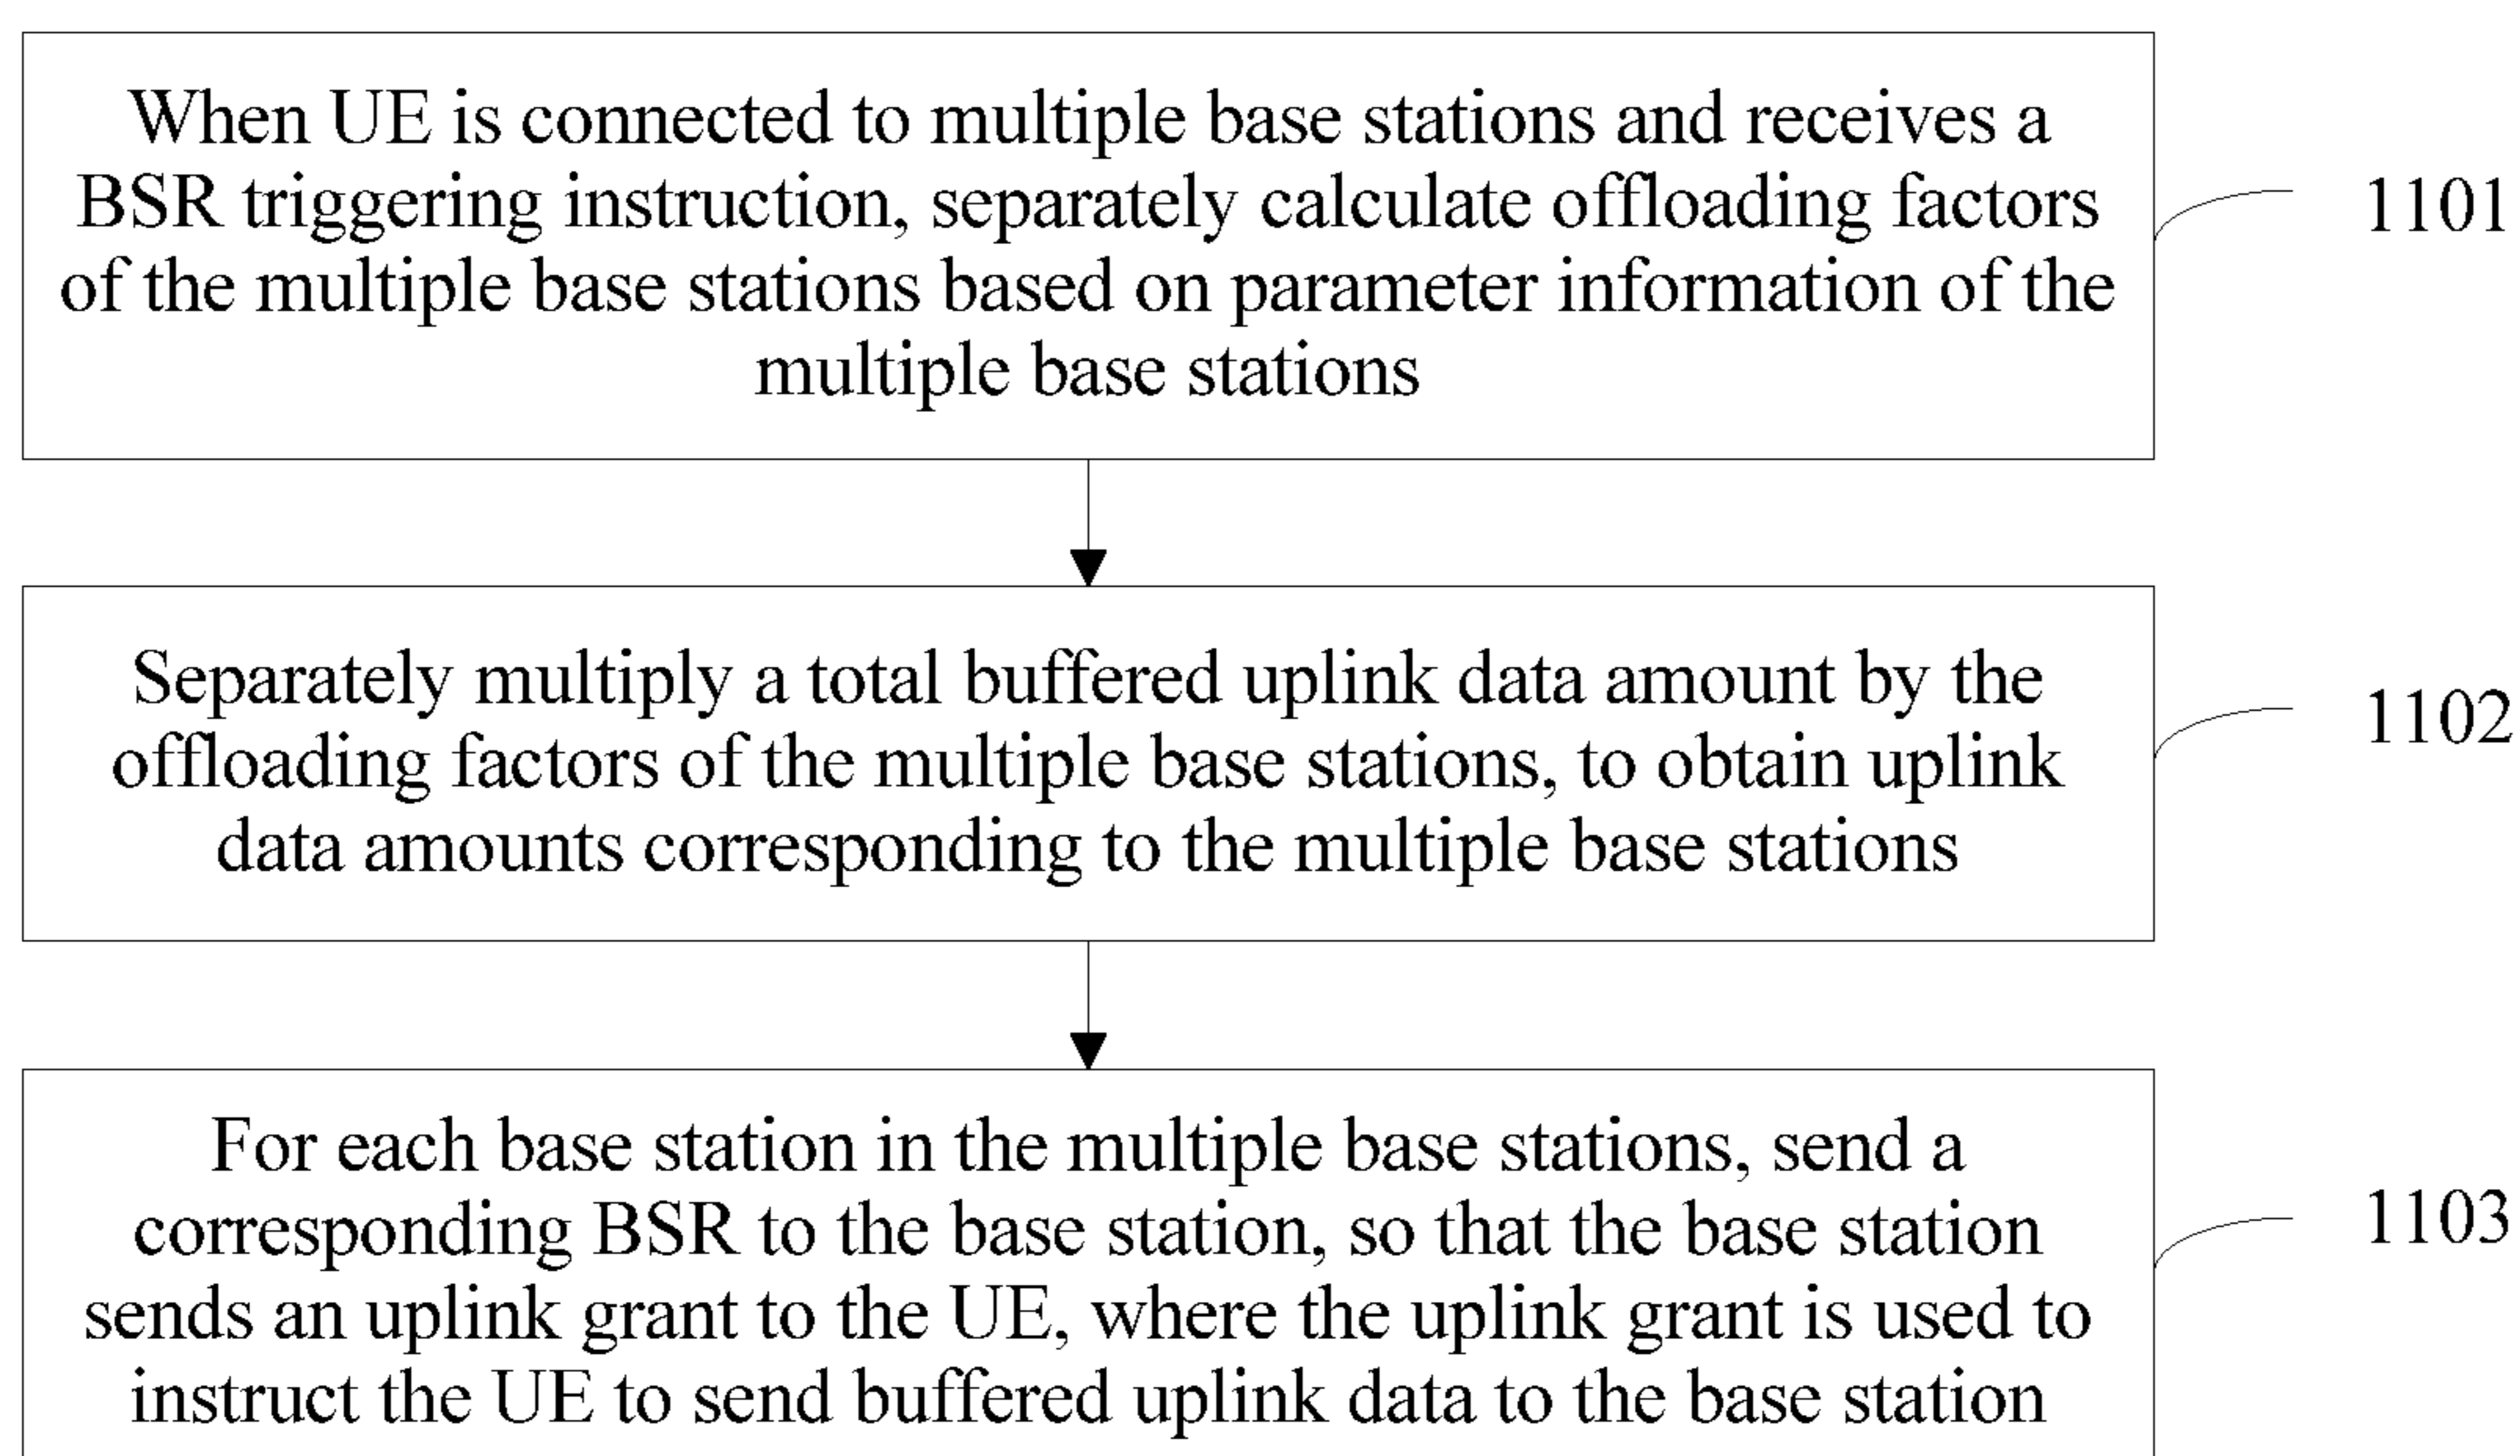 When UE is connected to multiple base stations and receives a
BSR triggering instruction, separately calculate offloading factors
of the multiple base stations based on parameter information of the
multiple base stations
1101
Separately multiply a total buffered uplink data amount by the
offloading factors of the multiple base stations, to obtain uplink
data amounts corresponding to the multiple base stations
1102
For each base station in the multiple base stations, send a
corresponding BSR to the base station, so that the base station
sends an uplink grant to the UE, where the uplink grant is used to
instruct the UE to send buffered uplink data to the base station
1103